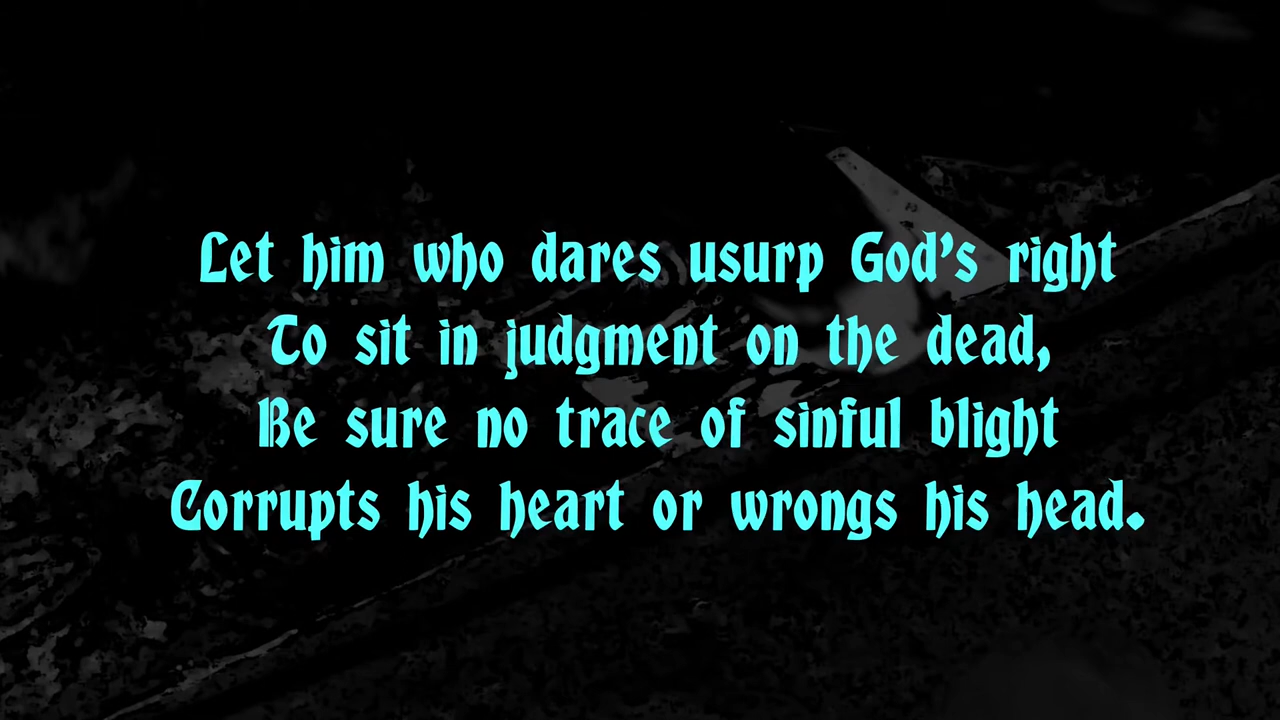 Let him who dares usurp God's right
To sit in judgment on the dead,
Be sure no trace of sinful blight
Corrupts his heart or wrongs his head.